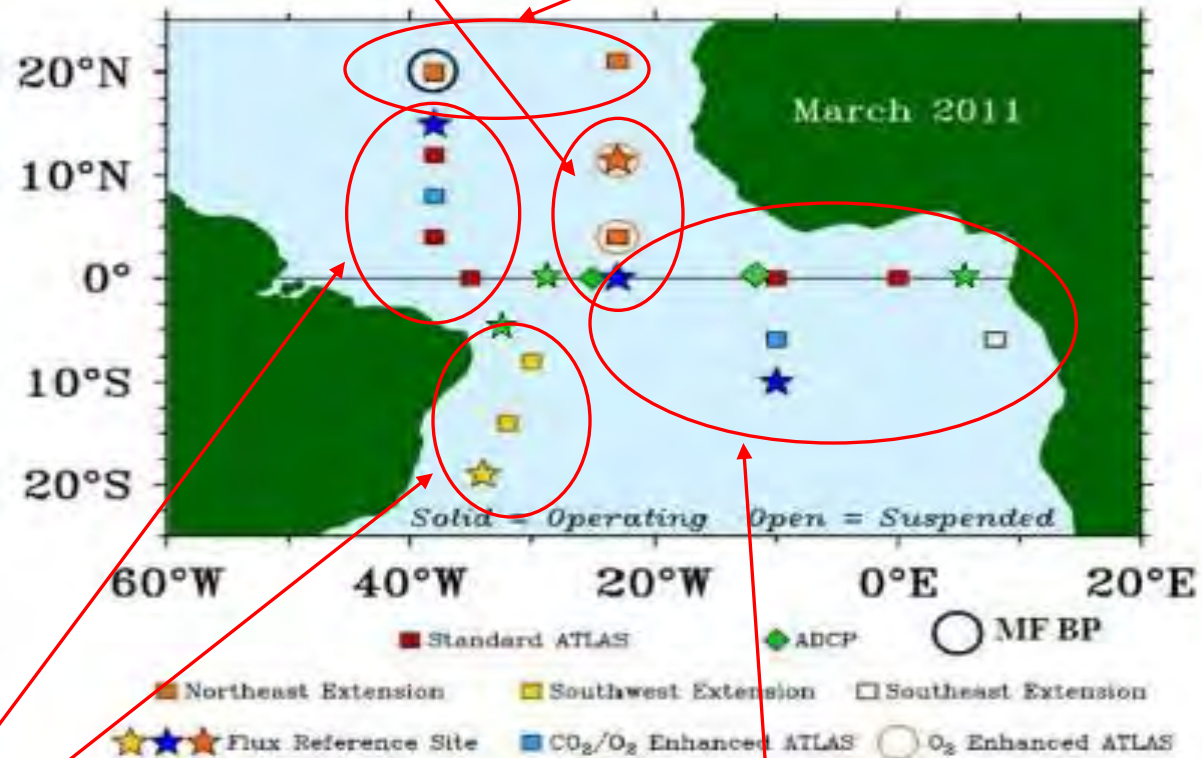 20°N
March 2011
10°N
0°
10°S
20°S
Solid = Operating Open = Suspended
60°W 40°W 20°W 0°E 20°E
Standard ATLAS ADCP MF BP
Northeast Extension Southwest Extension Southeast Extension
Flux Reference Site CO₂/O₂ Enhanced ATLAS O₂ Enhanced ATLAS